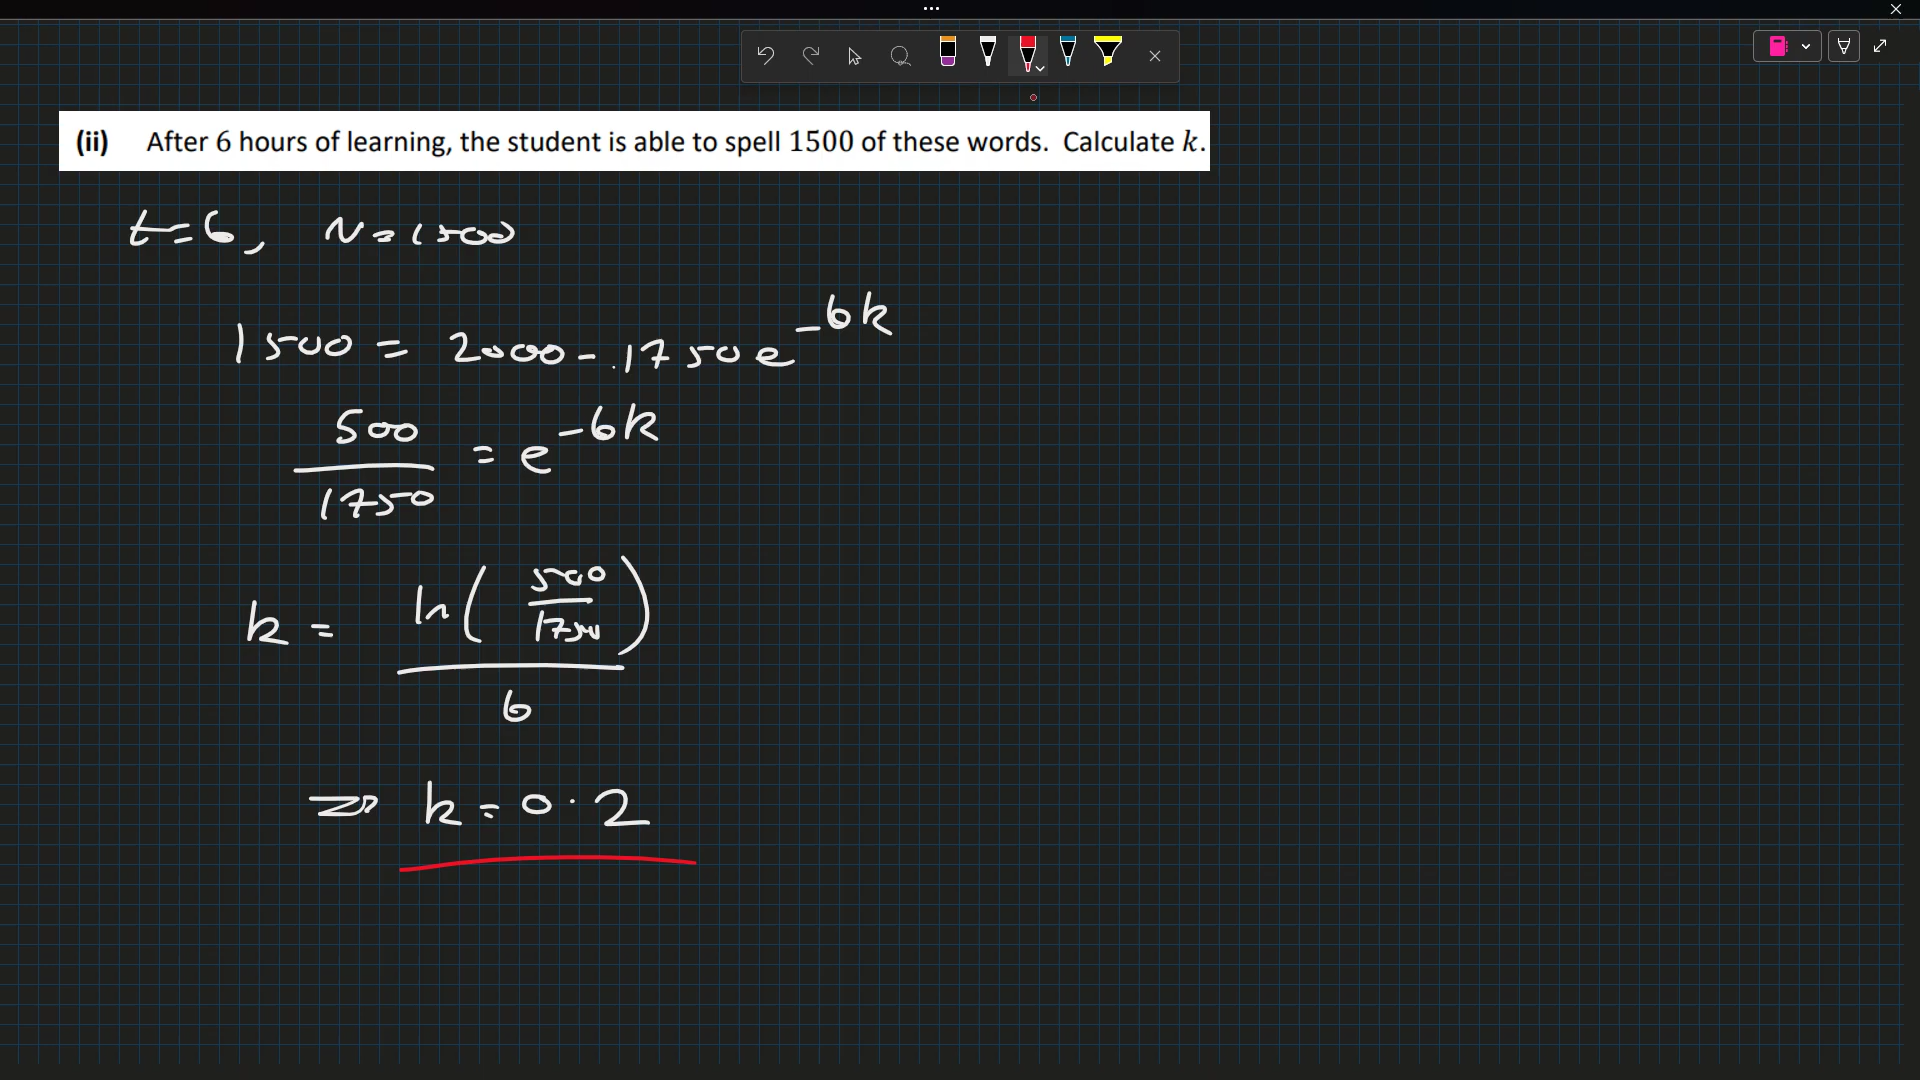 (ii) After 6 hours of learning, the student is able to spell 1500 of these words. Calculate k.
t=6, N=1500
1500 = 2000 - 1750e^-6k
500/1750 = e^-6k
k = ln(500/1750)/6
⇒ k = 0.2